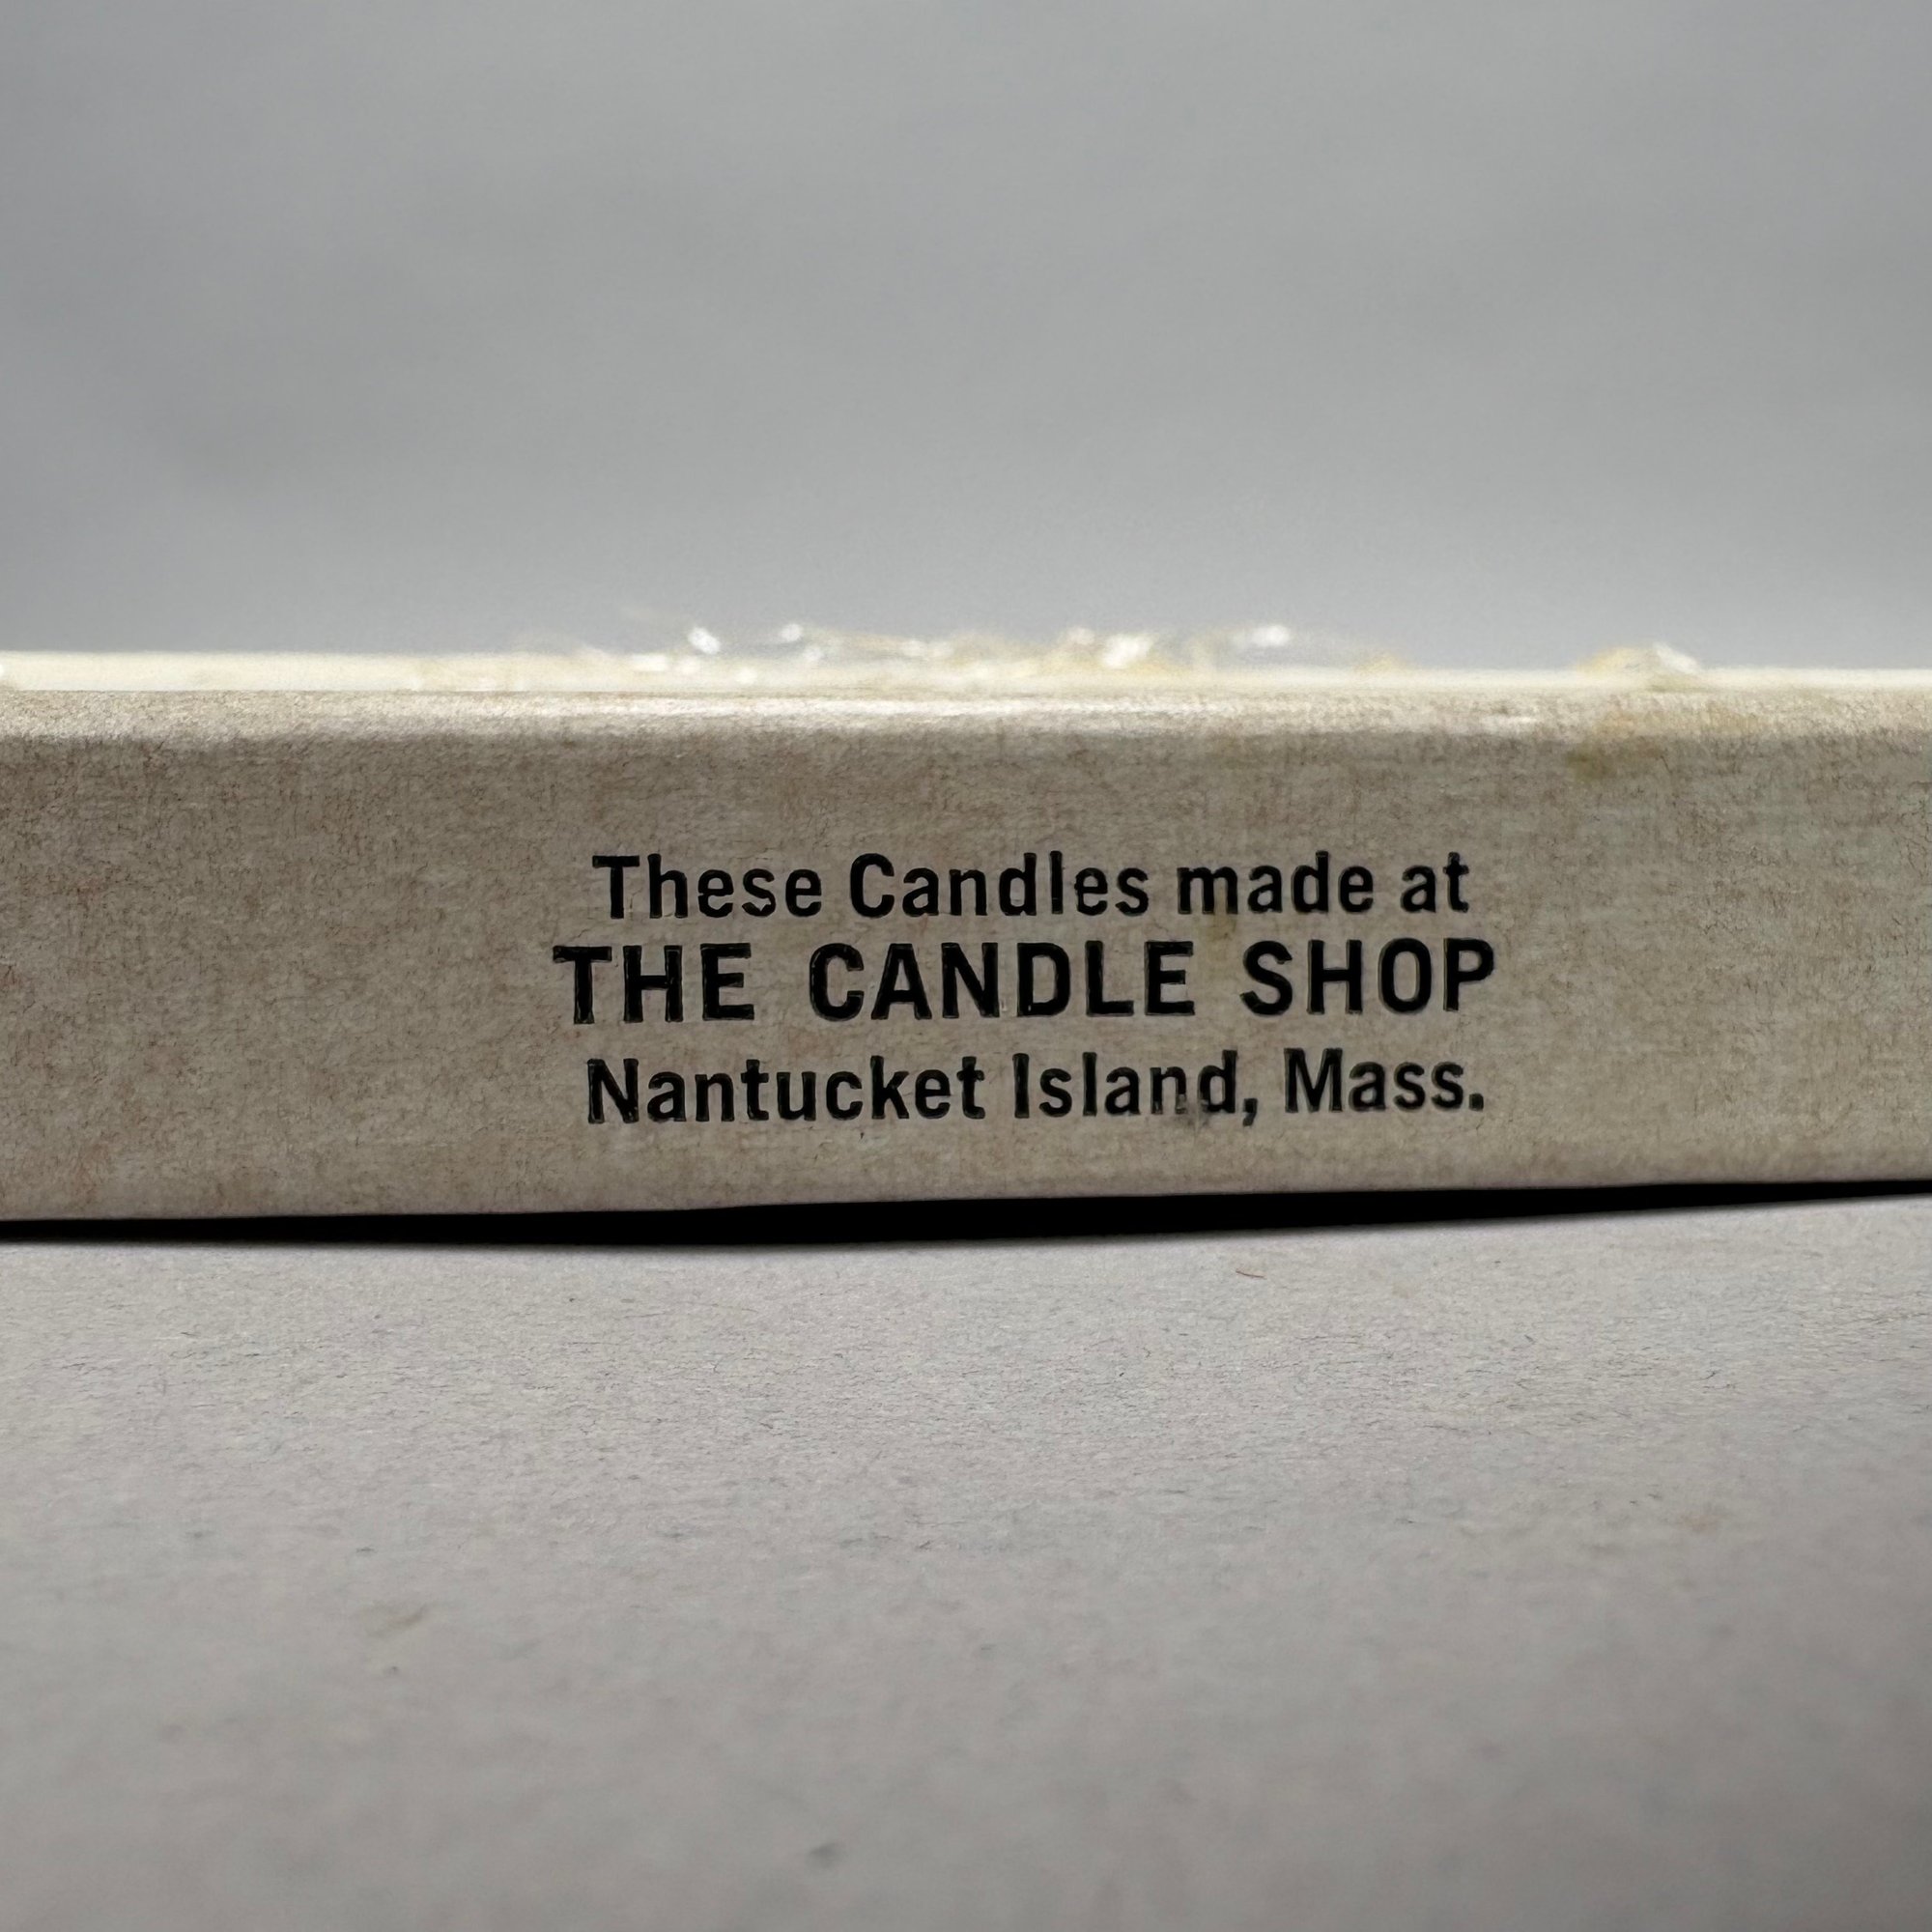 These Candles made at
THE CANDLE SHOP
Nantucket Island, Mass.